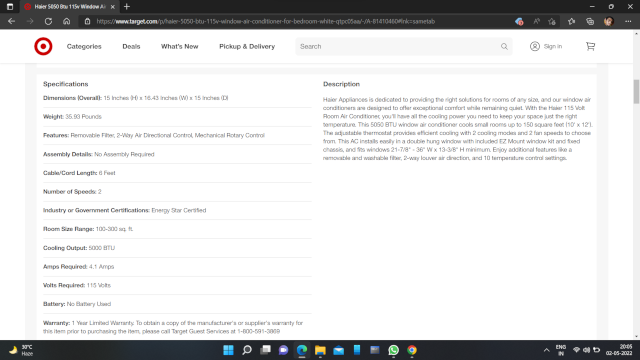 Haier 5050 Btu 115v Window Air
https://www.target.com/p/haier-5050-btu-115v-window-air-conditioner-for-bedroom-white-qtpc05aa/-/A-81410460#lnk=sametab
Categories Deals What's New Pickup & Delivery Search Sign in
Specifications
Dimensions (Overall): 15 Inches (H) x 16.43 Inches (W) x 15 Inches (D)
Weight: 35.93 Pounds
Features: Removable Filter, 2-Way Air Directional Control, Mechanical Rotary Control
Assembly Details: No Assembly Required
Cable/Cord Length: 6 Feet
Number of Speeds: 2
Industry or Government Certifications: Energy Star Certified
Room Size Range: 100-300 sq. ft.
Cooling Output: 5000 BTU
Amps Required: 4.1 Amps
Volts Required: 115 Volts
Battery: No Battery Used
Warranty: 1 Year Limited Warranty. To obtain a copy of the manufacturer's or supplier's warranty for
this item prior to purchasing the item, please call Target Guest Services at 1-800-591-3869
Description
Haier Appliances is dedicated to providing the right solutions for rooms of any size, and our window air
conditioners are designed to offer exceptional comfort while remaining quiet. With the Haier 115 Volt
Room Air Conditioner, you'll have all the cooling power you need to keep your space just the right
temperature. This 5050 BTU window air conditioner cools small rooms up to 150 square feet (10' x 12').
The adjustable thermostat provides efficient cooling with 2 cooling modes and 2 fan speeds to choose
from. This AC installs easily in a double hung window with included EZ Mount window kit and fixed
chassis, and fits windows 21-7/8" - 36" W x 13-3/8" H minimum. Enjoy additional features like a
removable and washable filter, 2-way louver air direction, and 10 temperature control settings.
30°C
Haze
ENG
IN
20:05
02-05-2022